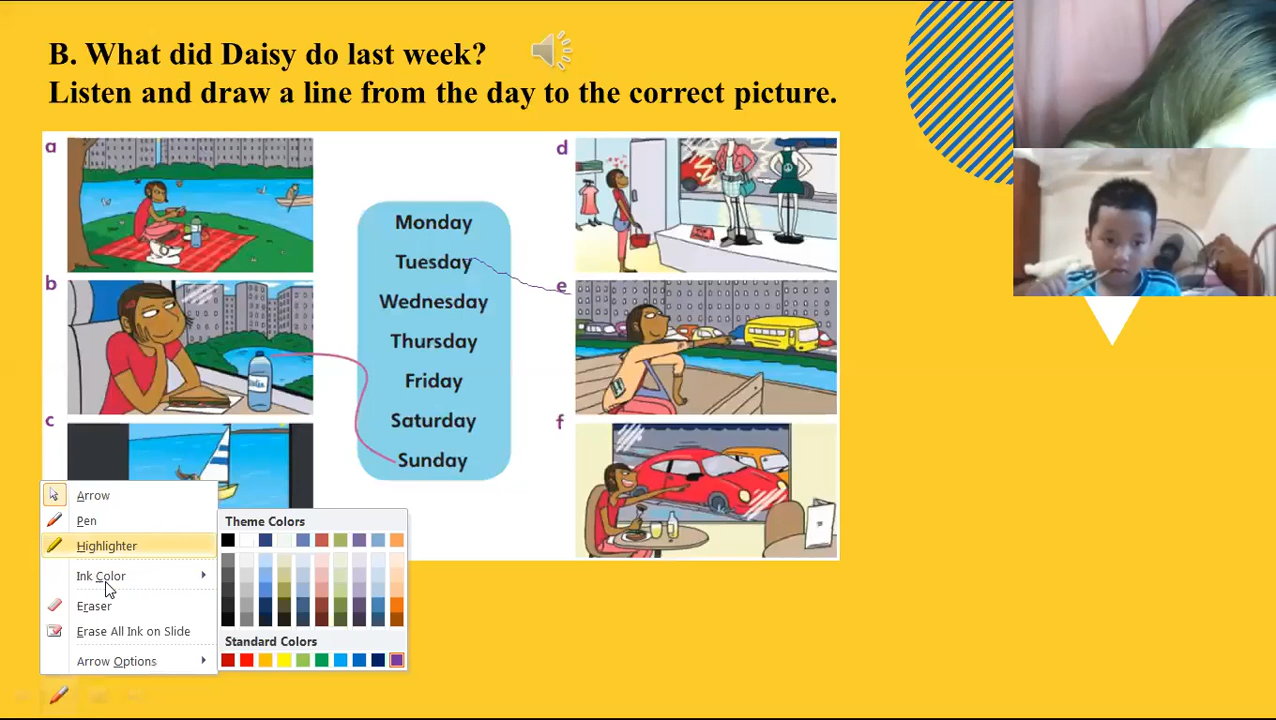 B. What did Daisy do last week?
Listen and draw a line from the day to the correct picture.
a
b
c
Monday
Tuesday
Wednesday
Thursday
Friday
Saturday
Sunday
d
e
f
Arrow
Pen
Highlighter
Ink Color
Eraser
Erase All Ink on Slide
Arrow Options
Theme Colors
Standard Colors